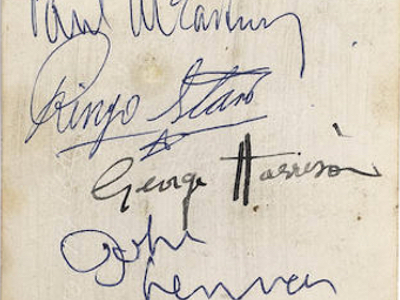 Paul McCartney
Ringo Starr
George Harrison
John
Lennon